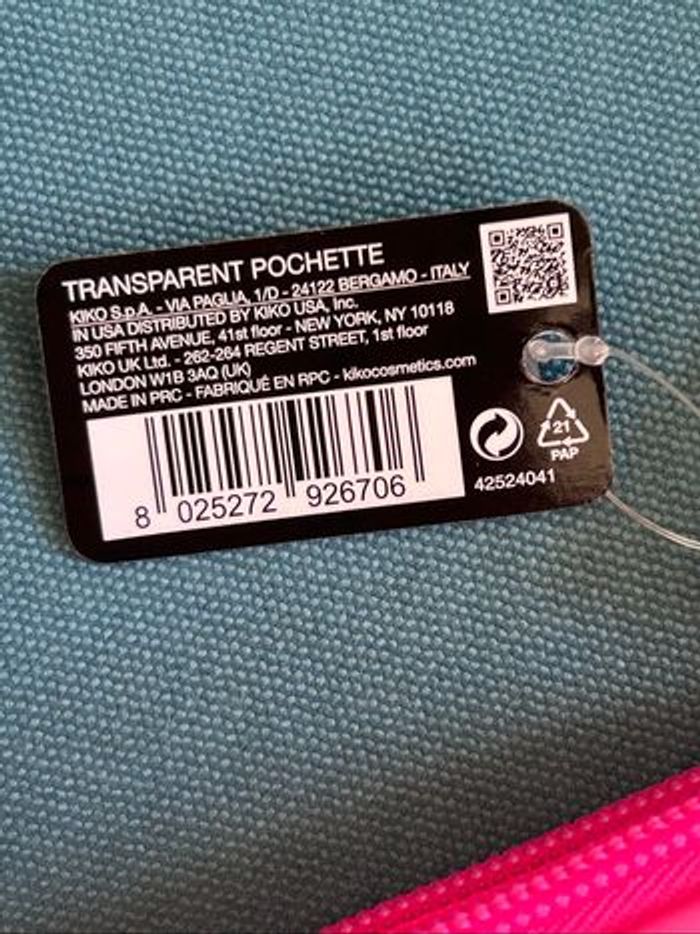 TRANSPARENT POCHETTE
KIKO S.p.A. - VIA PAGLIA, 1/D - 24122 BERGAMO - ITALY
IN USA DISTRIBUTED BY KIKO USA, Inc.
350 FIFTH AVENUE, 41st floor - NEW YORK, NY 10118
KIKO UK Ltd. - 262-264 REGENT STREET, 1st floor
LONDON W1B 3AQ (UK)
MADE IN PRC - FABRIQUÉ EN RPC - kikocosmetics.com
8 025272 926706
21
PAP
42524041